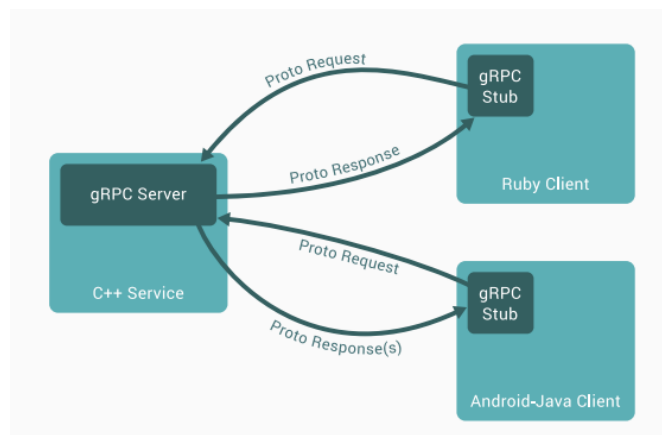 Proto Request
gRPC
Stub
Proto Response
Ruby Client
gRPC Server
C++ Service
Proto Request
gRPC
Stub
Proto Response(s)
Android-Java Client